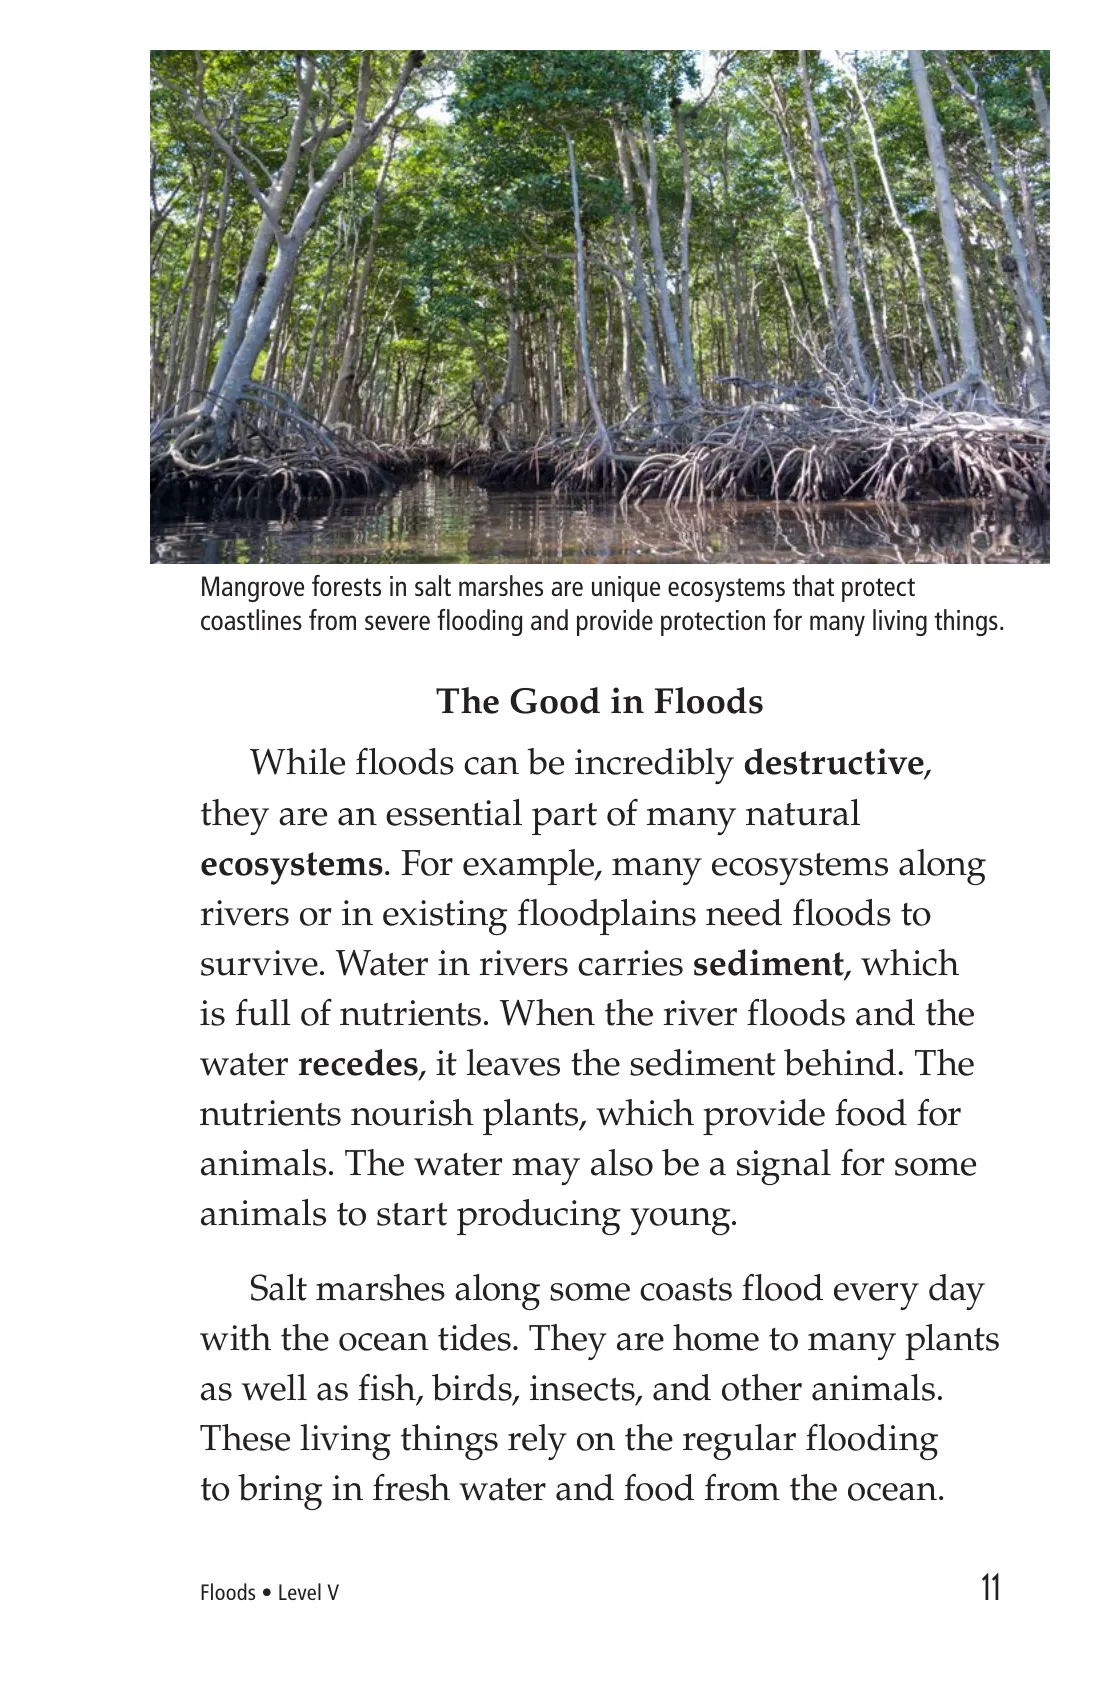 Mangrove forests in salt marshes are unique ecosystems that protect
coastlines from severe flooding and provide protection for many living things.
The Good in Floods
While floods can be incredibly destructive,
they are an essential part of many natural
ecosystems. For example, many ecosystems along
rivers or in existing floodplains need floods to
survive. Water in rivers carries sediment, which
is full of nutrients. When the river floods and the
water recedes, it leaves the sediment behind. The
nutrients nourish plants, which provide food for
animals. The water may also be a signal for some
animals to start producing young.
Salt marshes along some coasts flood every day
with the ocean tides. They are home to many plants
as well as fish, birds, insects, and other animals.
These living things rely on the regular flooding
to bring in fresh water and food from the ocean.
Floods • Level V
11